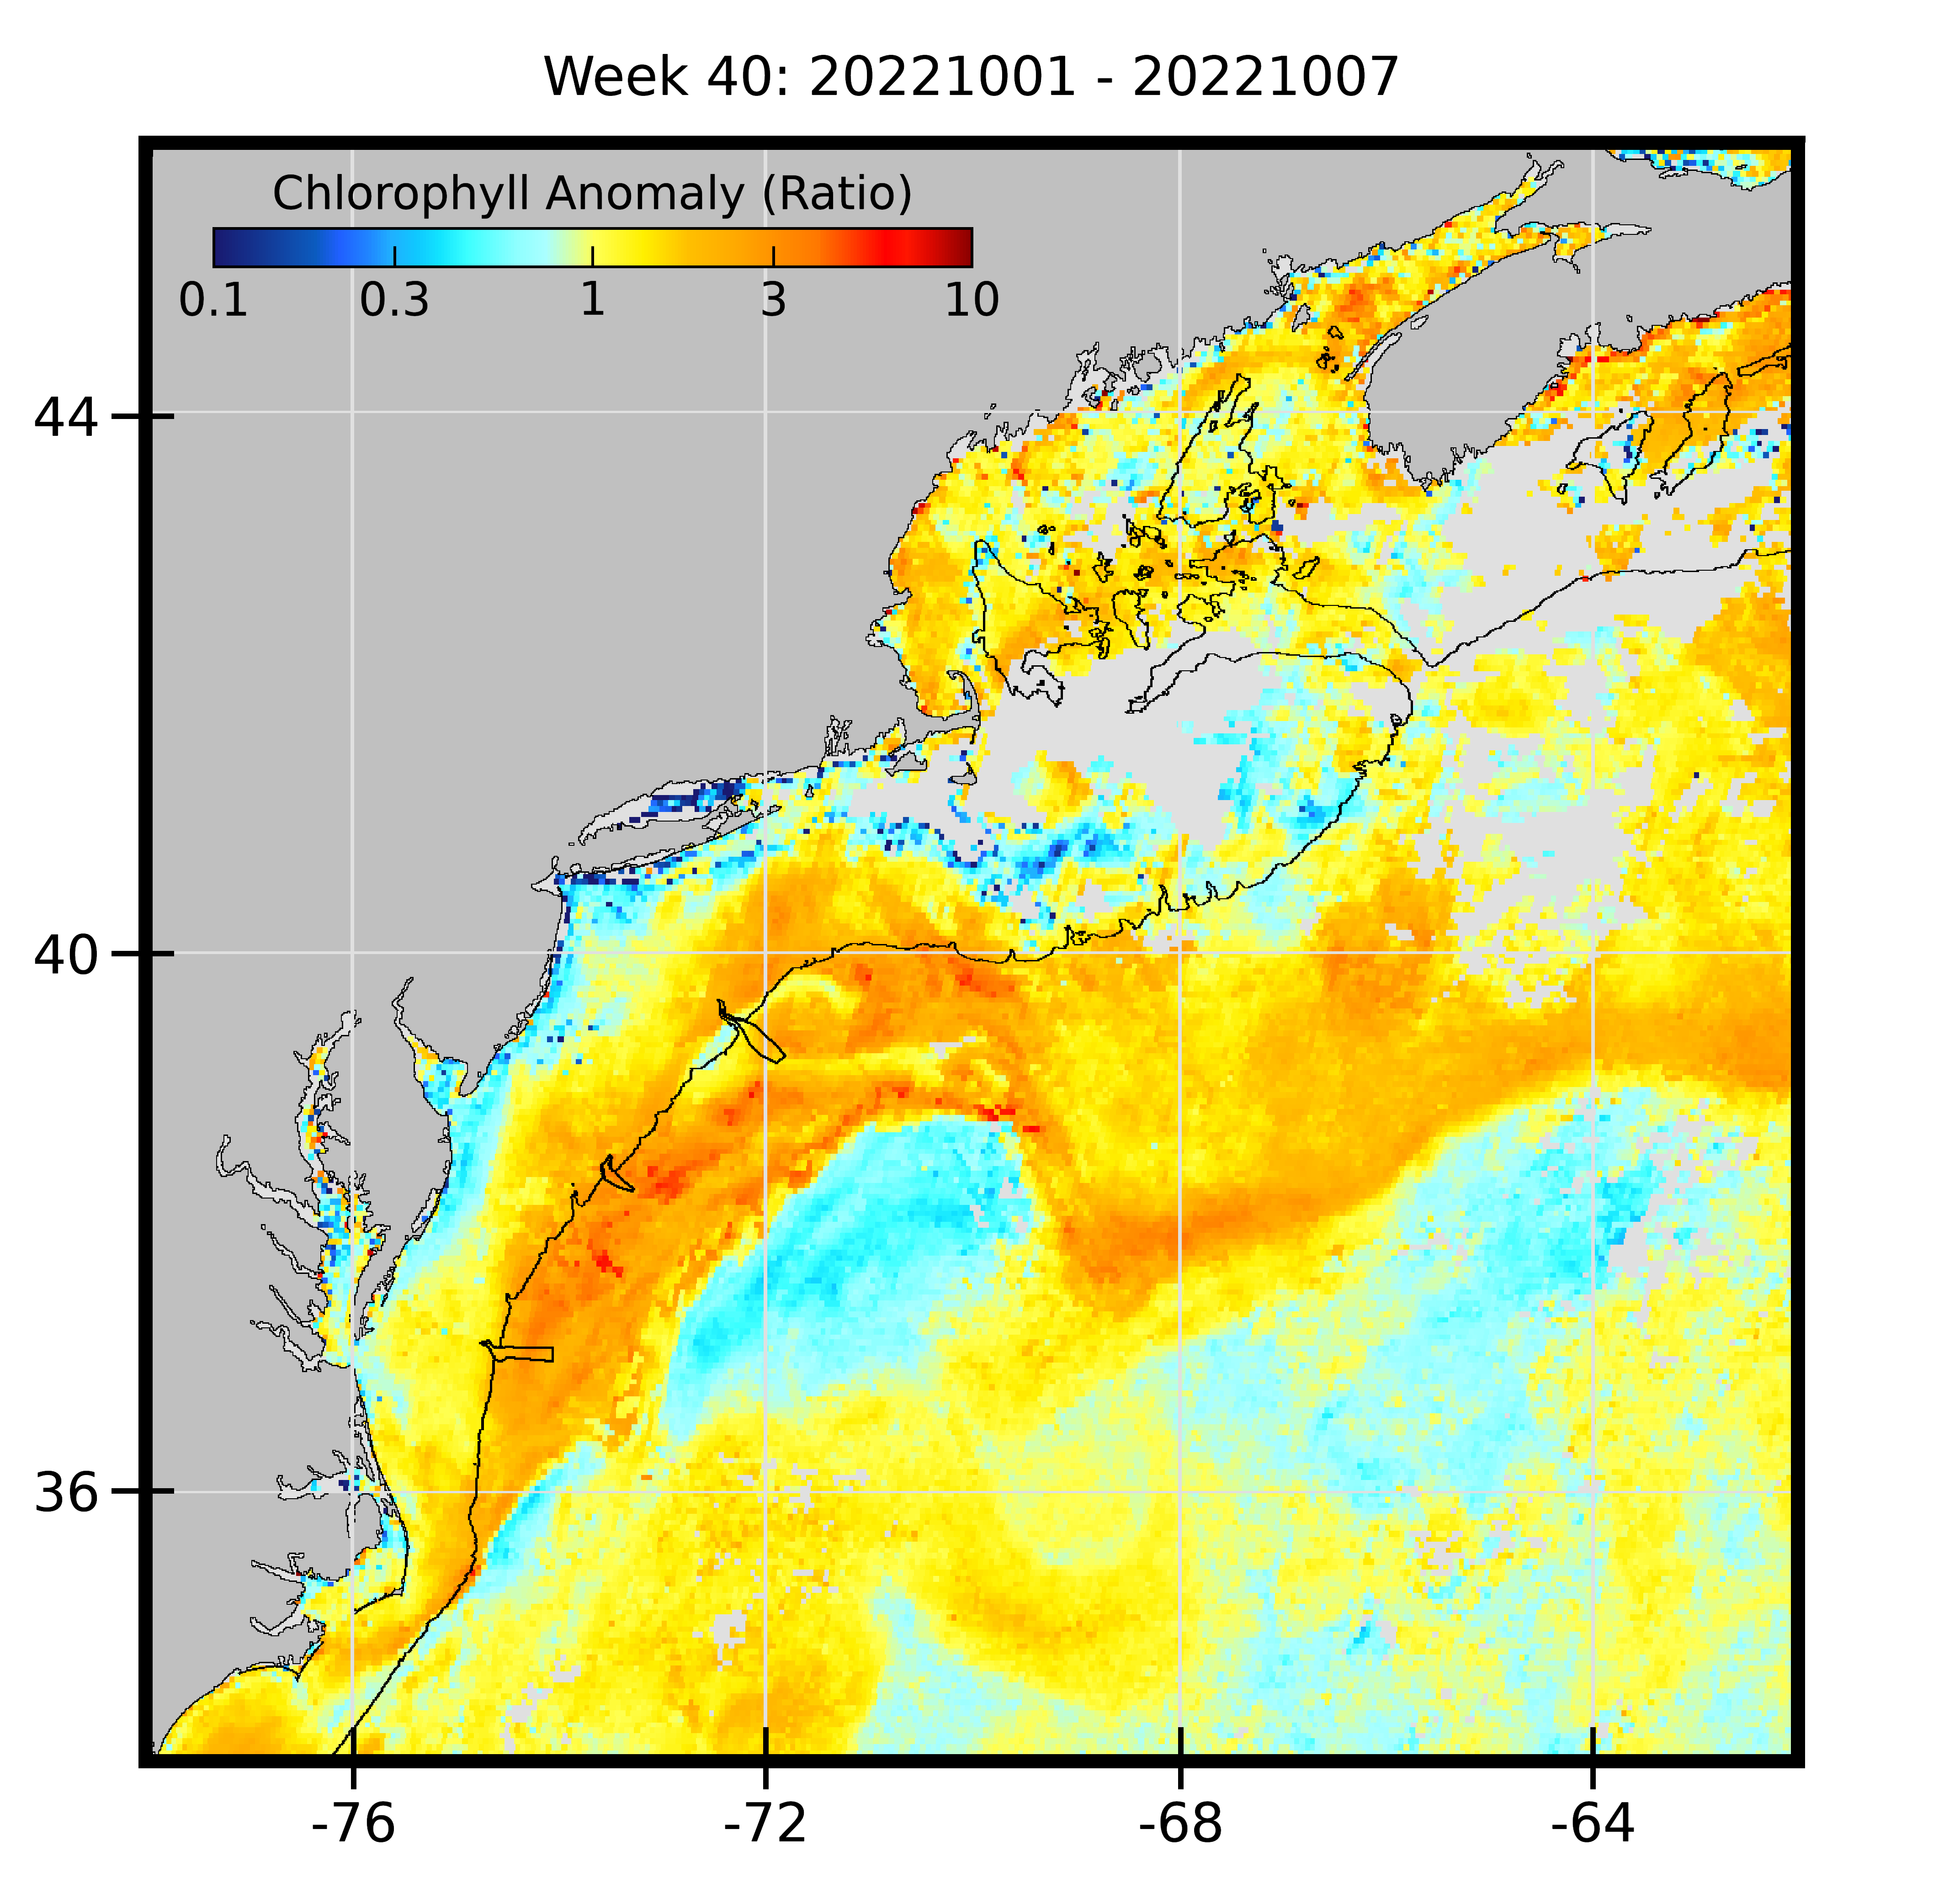 Week 40: 20221001 - 20221007
Chlorophyll Anomaly (Ratio)
0.1 0.3 1 3 10
44
40
36
-76 -72 -68 -64